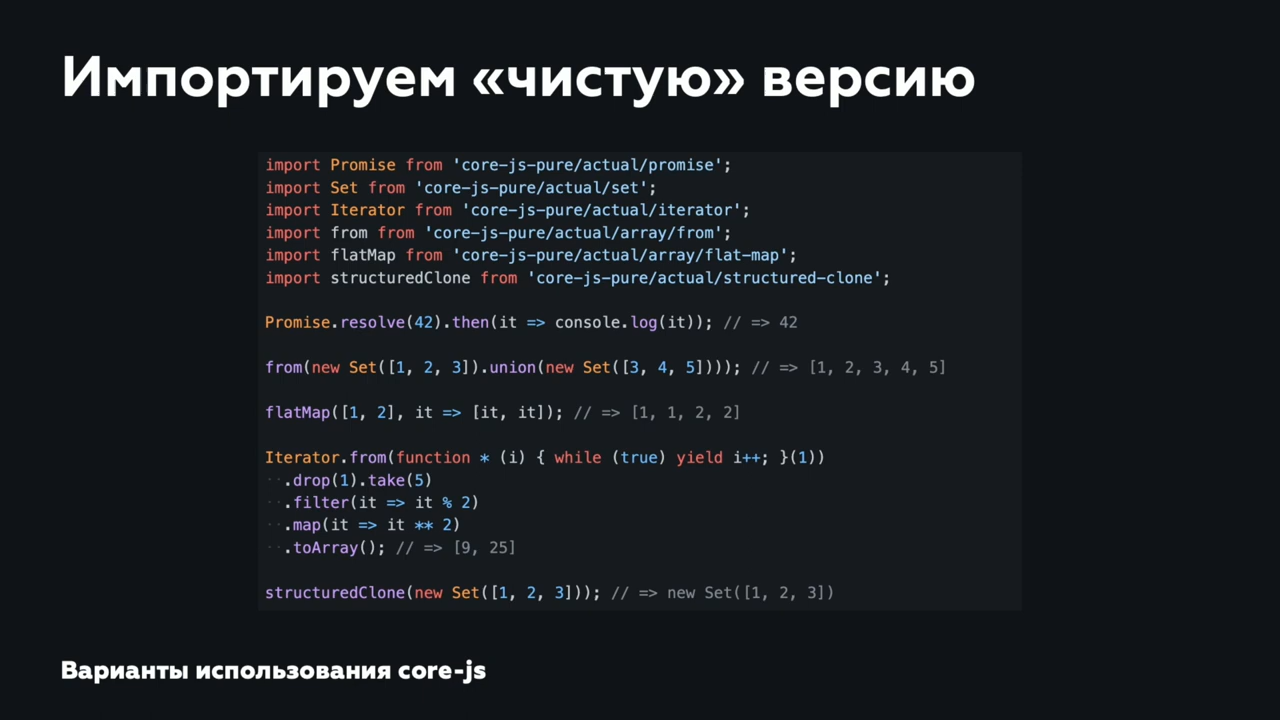 Импортируем «чистую» версию
import Promise from 'core-js-pure/actual/promise';
import Set from 'core-js-pure/actual/set';
import Iterator from 'core-js-pure/actual/iterator';
import from from 'core-js-pure/actual/array/from';
import flatMap from 'core-js-pure/actual/array/flat-map';
import structuredClone from 'core-js-pure/actual/structured-clone';
Promise.resolve(42).then(it => console.log(it)); // => 42
from(new Set([1, 2, 3]).union(new Set([3, 4, 5]))); // => [1, 2, 3, 4, 5]
flatMap([1, 2], it => [it, it]); // => [1, 1, 2, 2]
Iterator.from(function * (i) { while (true) yield i++; }(1))
··.drop(1).take(5)
··.filter(it => it % 2)
··.map(it => it ** 2)
··.toArray(); // => [9, 25]
structuredClone(new Set([1, 2, 3])); // => new Set([1, 2, 3])
Варианты использования core-js